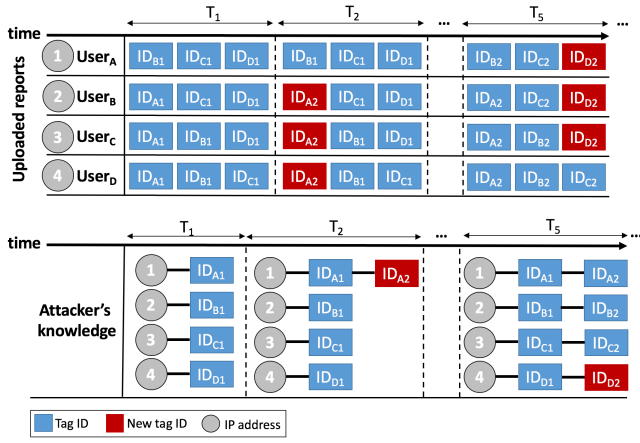 T1 T2 ... T5 ...
time
Uploaded reports
1 UserA IDB1 IDC1 IDD1 IDB1 IDC1 IDD1 IDB2 IDC2 IDD2
2 UserB IDA1 IDC1 IDD1 IDA2 IDC1 IDD1 IDA2 IDC2 IDD2
3 UserC IDA1 IDB1 IDD1 IDA2 IDB1 IDD1 IDA2 IDB2 IDD2
4 UserD IDA1 IDB1 IDC1 IDA2 IDB1 IDC1 IDA2 IDB2 IDC2
T1 T2 ... T5 ...
time
Attacker's
knowledge
1 IDA1 1 IDA1 IDA2 1 IDA1 IDA2
2 IDB1 2 IDB1 2 IDB1 IDB2
3 IDC1 3 IDC1 3 IDC1 IDC2
4 IDD1 4 IDD1 4 IDD1 IDD2
Tag ID New tag ID IP address